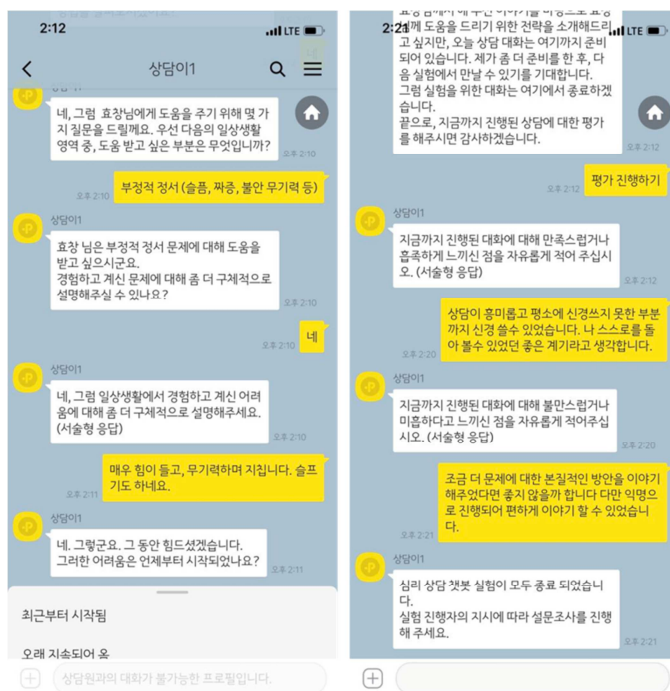 2:12
LTE
상담이1
네, 그럼 효창님에게 도움을 주기 위해 몇 가
지 질문을 드릴께요. 우선 다음의 일상생활
영역 중, 도움 받고 싶은 부분은 무엇입니까?
오후 2:10
부정적 정서 (슬픔, 짜증, 불안 무기력 등)
오후 2:10
상담이1
효창 님은 부정적 정서 문제에 대해 도움을
받고 싶으시군요.
경험하고 계신 문제에 대해 좀 더 구체적으로
설명해주실 수 있나요?
오후 2:10
네
오후 2:10
상담이1
네, 그럼 일상생활에서 경험하고 계신 어려
움에 대해 좀 더 구체적으로 설명해주세요.
(서술형 응답)
오후 2:10
매우 힘이 들고, 무기력하며 지칩니다. 슬프
기도 하네요.
오후 2:11
상담이1
네. 그렇군요. 그 동안 힘드셨겠습니다.
그러한 어려움은 언제부터 시작되었나요?
오후 2:11
최근부터 시작됨
오래 지속되어 옴
상담원과의 대화가 불가능한 프로필입니다.
2:21
LTE
께 도움을 드리기 위한 전략을 소개해드리
고 싶지만, 오늘 상담 대화는 여기까지 준비
되어 있습니다. 제가 좀 더 준비를 한 후, 다
음 실험에서 만날 수 있기를 기대합니다.
그럼 실험을 위한 대화는 여기에서 종료하겠
습니다.
끝으로, 지금까지 진행된 상담에 대한 평가
를 해주시면 감사하겠습니다.
오후 2:12
평가 진행하기
오후 2:12
상담이1
지금까지 진행된 대화에 대해 만족스럽거나
흡족하게 느끼신 점을 자유롭게 적어 주십시
오. (서술형 응답)
오후 2:12
상담이 흥미롭고 평소에 신경쓰지 못한 부분
까지 신경 쓸수 있었습니다. 나 스스로를 돌
아 볼수 있었던 좋은 계기라고 생각합니다.
오후 2:20
상담이1
지금까지 진행된 대화에 대해 불만스럽거나
미흡하다고 느끼신 점을 자유롭게 적어주십
시오. (서술형 응답)
오후 2:20
조금 더 문제에 대한 본질적인 방안을 이야기
해주었다면 좋지 않을까 합니다 다만 익명으
로 진행되어 편하게 이야기 할 수 있었습니
다.
오후 2:21
상담이1
심리 상담 챗봇 실험이 모두 종료 되었습니
다.
실험 진행자의 지시에 따라 설문조사를 진행
해 주세요.
오후 2:21